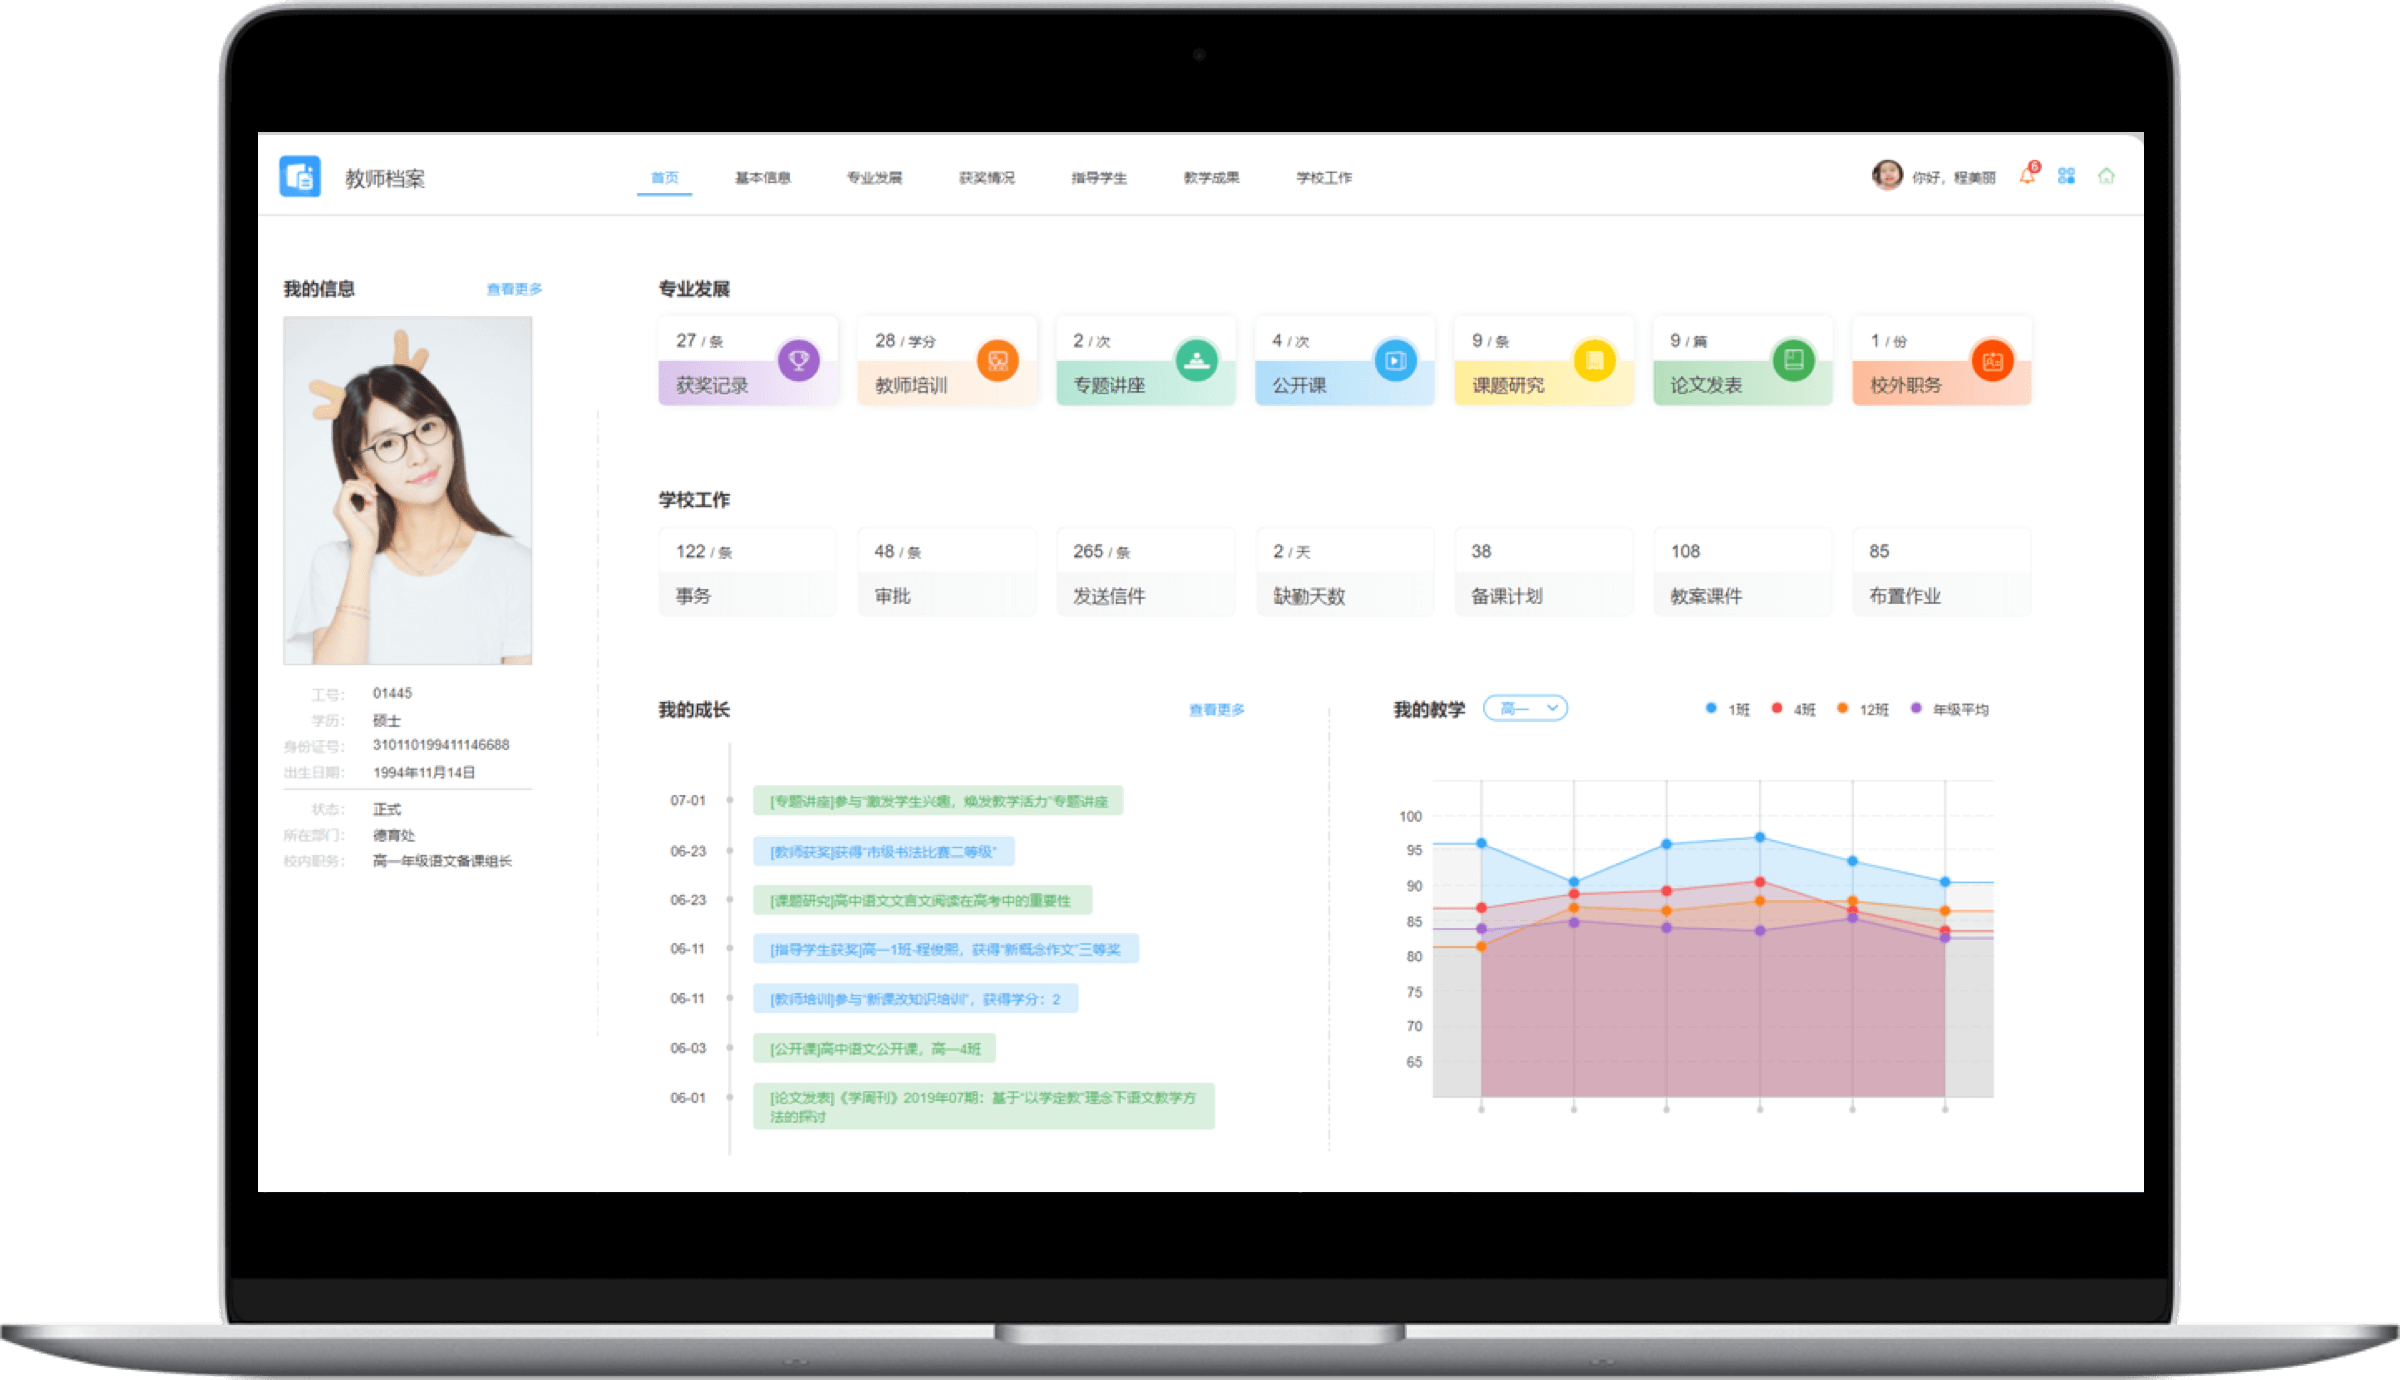 教师档案
首页 基本信息 专业发展 获奖情况 指导学生 教学成果 学校工作
你好，程美丽 6
我的信息 查看更多
工号： 01445
学历： 硕士
身份证号： 310110199411146688
出生日期： 1994年11月14日
状态： 正式
所在部门： 德育处
校内职务： 高一年级语文备课组长
专业发展
27 / 条 28 / 学分 2 / 次 4 / 次 9 / 条 9 / 篇 1 / 份
获奖记录 教师培训 专题讲座 公开课 课题研究 论文发表 校外职务
学校工作
122 / 条 48 / 条 265 / 条 2 / 天 38 108 85
事务 审批 发送信件 缺勤天数 备课计划 教案课件 布置作业
我的成长 查看更多
07-01 [专题讲座]参与“激发学生兴趣，焕发教学活力”专题讲座
06-23 [教师获奖]获得“市级书法比赛二等级”
06-23 [课题研究]高中语文文言文阅读在高考中的重要性
06-11 [指导学生获奖]高一1班-程俊熙，获得“新概念作文”三等奖
06-11 [教师培训]参与“新课改知识培训”，获得学分：2
06-03 [公开课]高中语文公开课，高一4班
06-01 [论文发表]《学周刊》2019年07期：基于“以学定教”理念下语文教学方
法的探讨
我的教学 高一 1班 4班 12班 年级平均
100
95
90
85
80
75
70
65